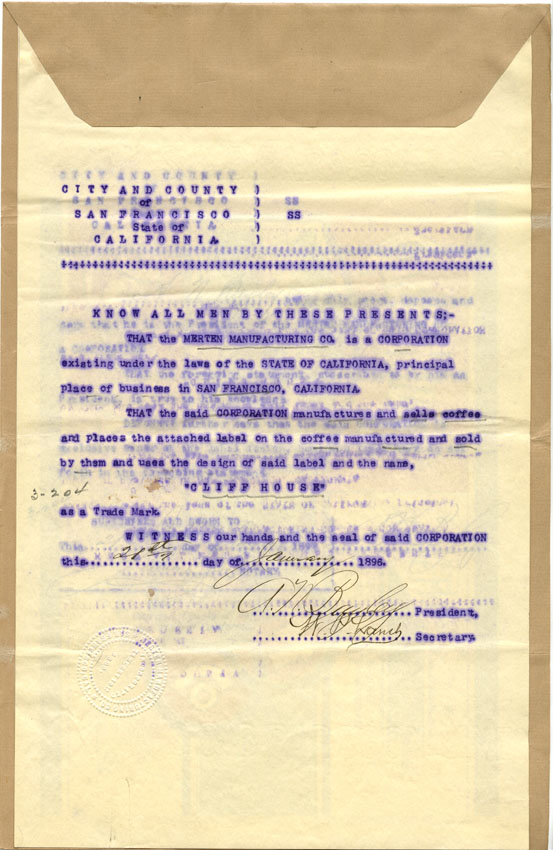 CITY AND COUNTY )
of )
SAN FRANCISCO ) SS
State of )
CALIFORNIA )
KNOW ALL MEN BY THESE PRESENTS;-
THAT the MERTEN MANUFACTURING CO. is a CORPORATION
existing under the laws of the STATE OF CALIFORNIA, principal
place of business in SAN FRANCISCO, CALIFORNIA
THAT the said CORPORATION manufactures and sells coffee
and places the attached label on the coffee manufactured and sold
by them and uses the design of said label and the name,
3-204
"CLIFF HOUSE"
as a Trade Mark.
WITNESS our hands and the seal of said CORPORATION
this 21st day of January 1896.
President,
Secretary.